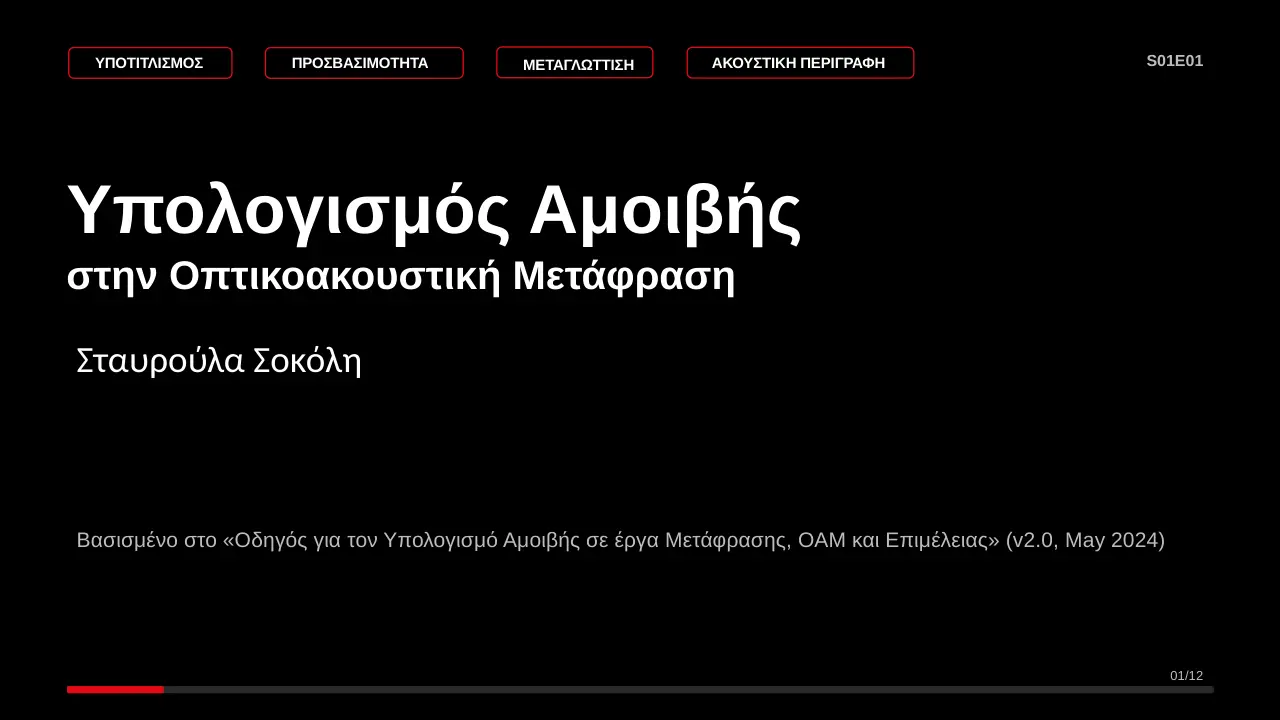 ΥΠΟΤΙΤΛΙΣΜΟΣ
ΠΡΟΣΒΑΣΙΜΟΤΗΤΑ
ΜΕΤΑΓΛΩΤΤΙΣΗ
ΑΚΟΥΣΤΙΚΗ ΠΕΡΙΓΡΑΦΗ
S01E01
Υπολογισμός Αμοιβής
στην Οπτικοακουστική Μετάφραση
Σταυρούλα Σοκόλη
Βασισμένο στο «Οδηγός για τον Υπολογισμό Αμοιβής σε έργα Μετάφρασης, ΟΑΜ και Επιμέλειας» (v2.0, May 2024)
01/12